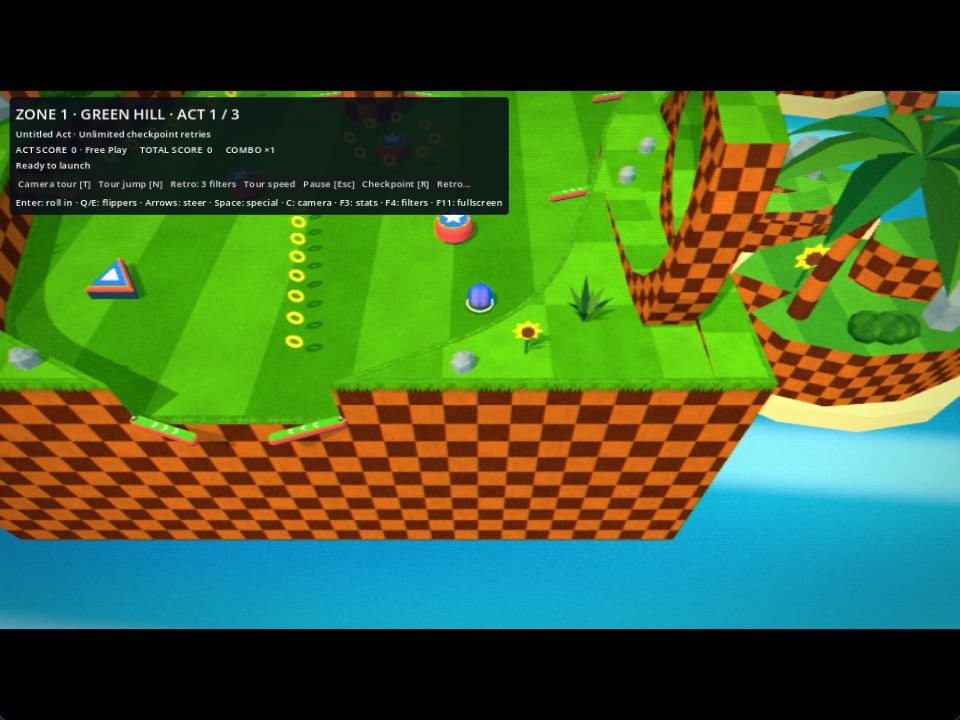 ZONE 1 · GREEN HILL · ACT 1 / 3
Untitled Act · Unlimited checkpoint retries
ACT SCORE 0 · Free Play TOTAL SCORE 0 COMBO ×1
Ready to launch
Camera tour [T] Tour jump [N] Retro: 3 filters Tour speed Pause [Esc] Checkpoint [R] Retro...
Enter: roll in · Q/E: flippers · Arrows: steer · Space: special · C: camera · F3: stats · F4: filters · F11: fullscreen